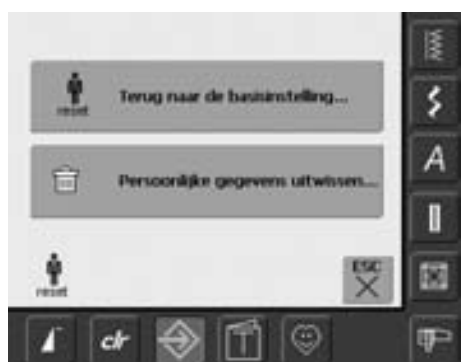 reset
Terug naar de basisinstelling...
Persoonlijke gegevens uitwissen...
reset
ESC
A
clr